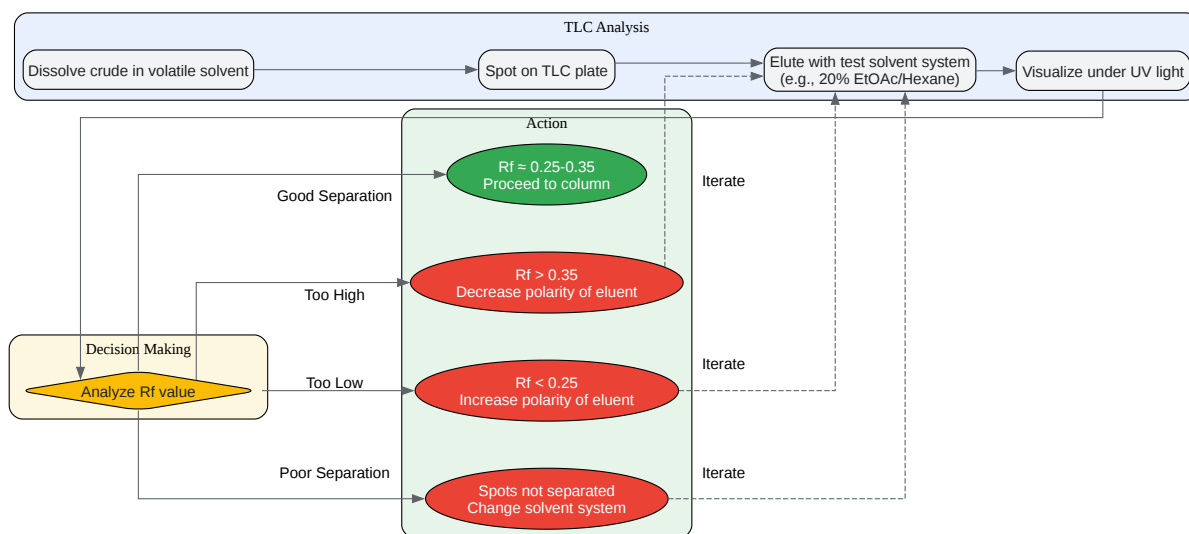 TLC Analysis
Dissolve crude in volatile solvent
Spot on TLC plate
Elute with test solvent system
(e.g., 20% EtOAc/Hexane)
Visualize under UV light
Action
Rf ≈ 0.25-0.35
Proceed to column
Good Separation
Iterate
Rf > 0.35
Decrease polarity of eluent
Too High
Decision Making
Analyze Rf value
Too Low
Rf < 0.25
Increase polarity of eluent
Iterate
Poor Separation
Spots not separated
Change solvent system
Iterate